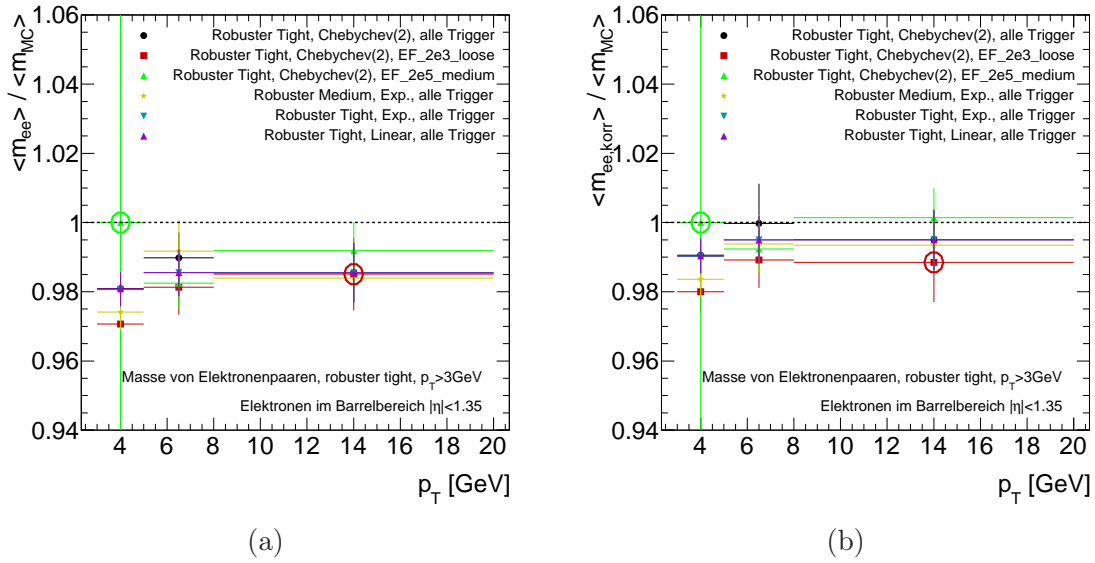 <m_ee> / <m_MC>
1.06
1.04
1.02
1
0.98
0.96
0.94
Robuster Tight, Chebychev(2), alle Trigger
Robuster Tight, Chebychev(2), EF_2e3_loose
Robuster Tight, Chebychev(2), EF_2e5_medium
Robuster Medium, Exp., alle Trigger
Robuster Tight, Exp., alle Trigger
Robuster Tight, Linear, alle Trigger
Masse von Elektronenpaaren, robuster tight, p_T>3GeV
Elektronen im Barrelbereich |η|<1.35
4 6 8 10 12 14 16 18 20
p_T [GeV]
(a)
<m_ee,korr> / <m_MC>
1.06
1.04
1.02
1
0.98
0.96
0.94
Robuster Tight, Chebychev(2), alle Trigger
Robuster Tight, Chebychev(2), EF_2e3_loose
Robuster Tight, Chebychev(2), EF_2e5_medium
Robuster Medium, Exp., alle Trigger
Robuster Tight, Exp., alle Trigger
Robuster Tight, Linear, alle Trigger
Masse von Elektronenpaaren, robuster tight, p_T>3GeV
Elektronen im Barrelbereich |η|<1.35
4 6 8 10 12 14 16 18 20
p_T [GeV]
(b)